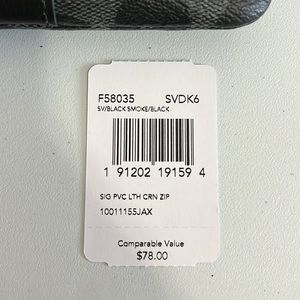 F58035 SVDK6
SV/BLACK SMOKE/BLACK
1 91202 19159 4
SIG PVC LTH CRN ZIP
10011155JAX
Comparable Value
$78.00